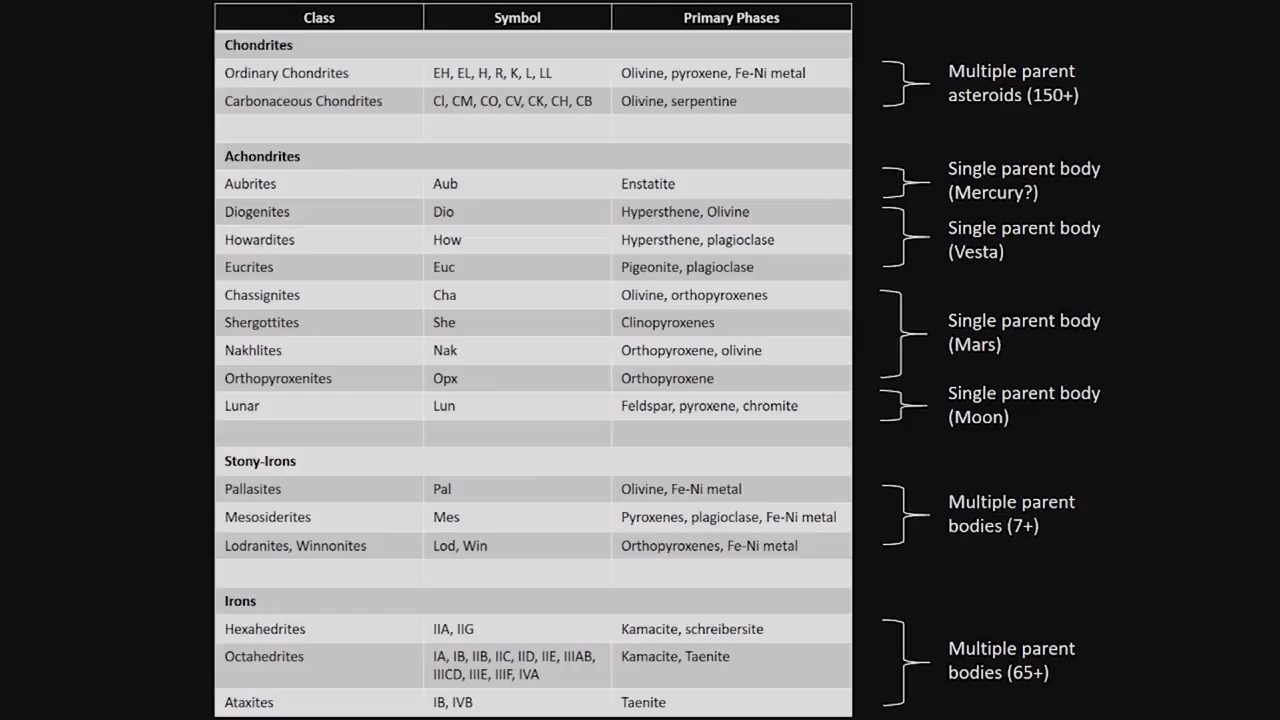 Class Symbol Primary Phases
Chondrites
Ordinary Chondrites EH, EL, H, R, K, L, LL Olivine, pyroxene, Fe-Ni metal
Carbonaceous Chondrites Cl, CM, CO, CV, CK, CH, CB Olivine, serpentine
Multiple parent
asteroids (150+)
Achondrites
Aubrites Aub Enstatite
Single parent body
(Mercury?)
Diogenites Dio Hypersthene, Olivine
Howardites How Hypersthene, plagioclase
Eucrites Euc Pigeonite, plagioclase
Single parent body
(Vesta)
Chassignites Cha Olivine, orthopyroxenes
Shergottites She Clinopyroxenes
Nakhlites Nak Orthopyroxene, olivine
Orthopyroxenites Opx Orthopyroxene
Single parent body
(Mars)
Lunar Lun Feldspar, pyroxene, chromite
Single parent body
(Moon)
Stony-Irons
Pallasites Pal Olivine, Fe-Ni metal
Mesosiderites Mes Pyroxenes, plagioclase, Fe-Ni metal
Lodranites, Winnonites Lod, Win Orthopyroxenes, Fe-Ni metal
Multiple parent
bodies (7+)
Irons
Hexahedrites IIA, IIG Kamacite, schreibersite
Octahedrites IA, IB, IIB, IIC, IID, IIE, IIIAB, Kamacite, Taenite
IIICD, IIIE, IIIF, IVA
Ataxites IB, IVB Taenite
Multiple parent
bodies (65+)